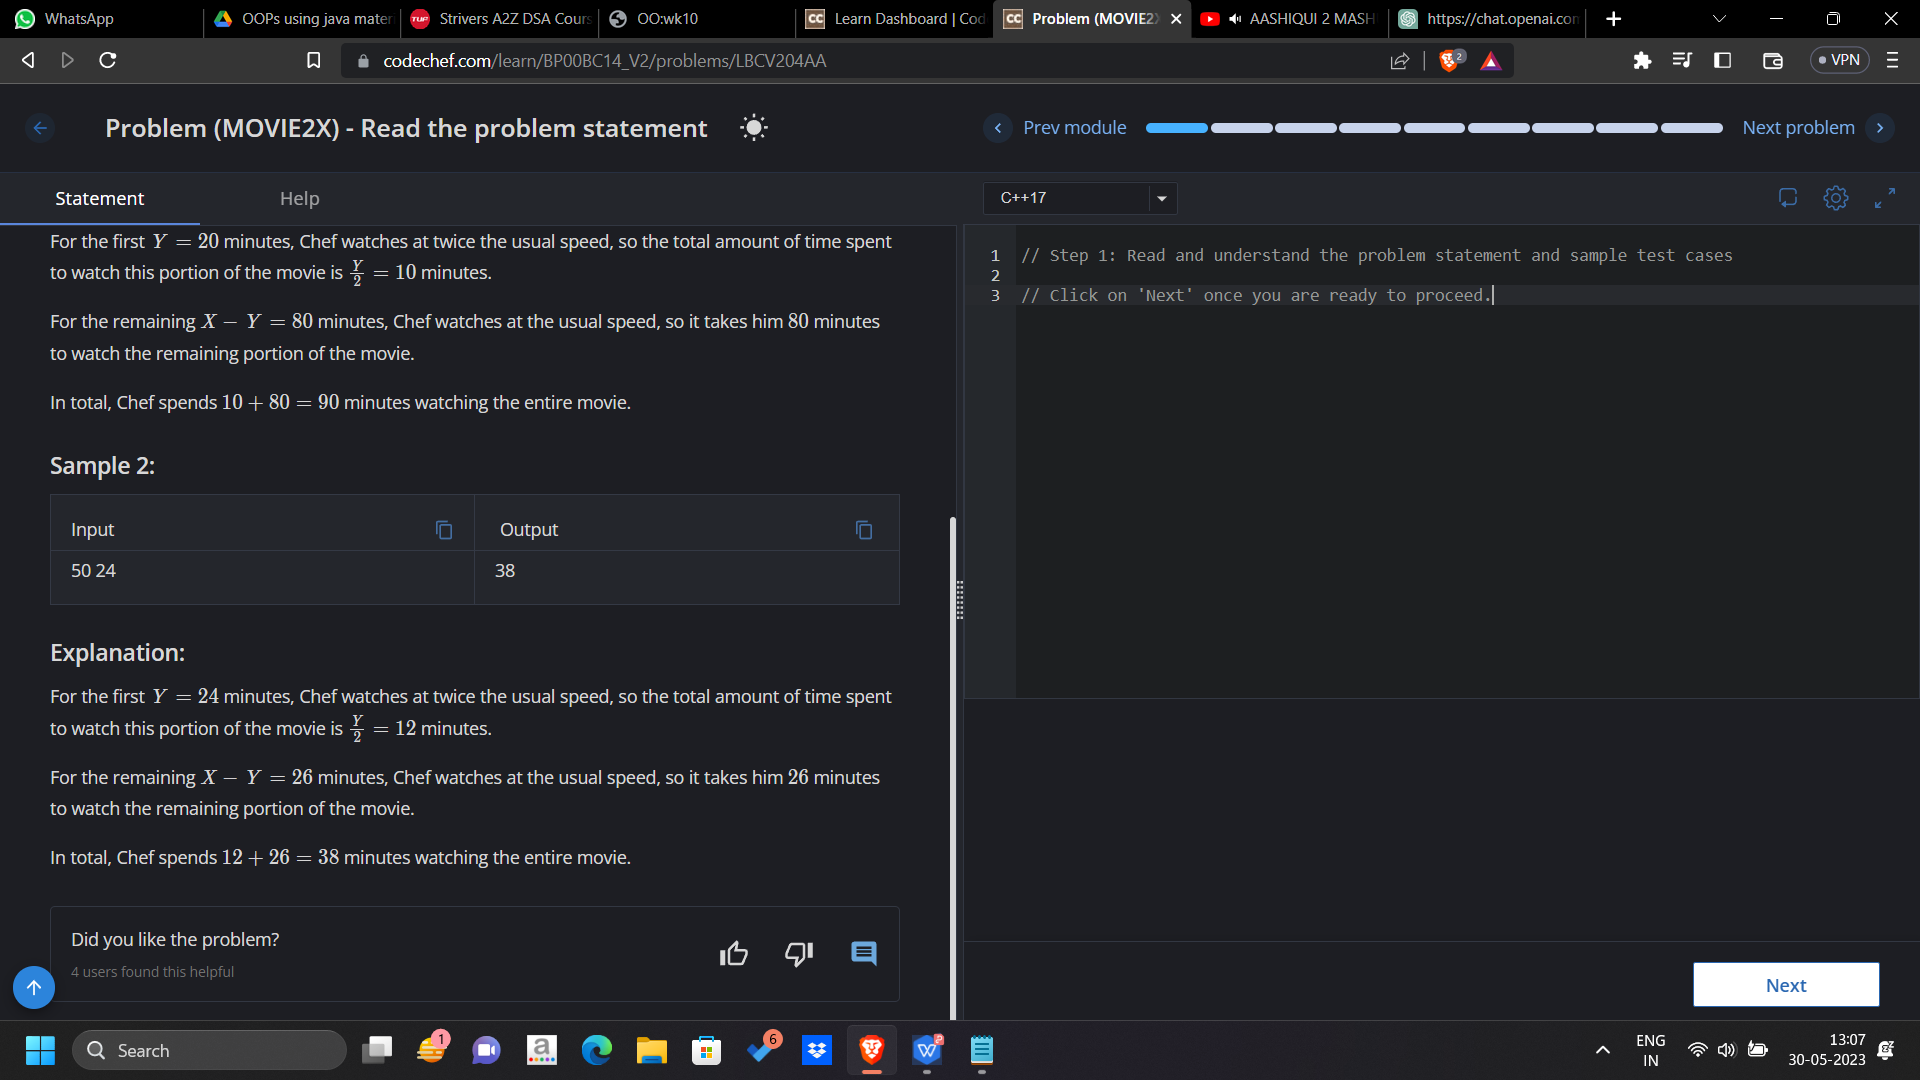 WhatsApp
OOPs using java mater
Strivers A2Z DSA Cours
OO:wk10
Learn Dashboard | Cod
Problem (MOVIE2X
AASHIQUI 2 MASH
https://chat.openai.com
codechef.com/learn/BP00BC14_V2/problems/LBCV204AA
2
VPN
Problem (MOVIE2X) - Read the problem statement
Prev module
Next problem
Statement
Help
C++17
For the first Y = 20 minutes, Chef watches at twice the usual speed, so the total amount of time spent
to watch this portion of the movie is Y/2 = 10 minutes.
For the remaining X − Y = 80 minutes, Chef watches at the usual speed, so it takes him 80 minutes
to watch the remaining portion of the movie.
In total, Chef spends 10 + 80 = 90 minutes watching the entire movie.
Sample 2:
Input
Output
50 24
38
Explanation:
For the first Y = 24 minutes, Chef watches at twice the usual speed, so the total amount of time spent
to watch this portion of the movie is Y/2 = 12 minutes.
For the remaining X − Y = 26 minutes, Chef watches at the usual speed, so it takes him 26 minutes
to watch the remaining portion of the movie.
In total, Chef spends 12 + 26 = 38 minutes watching the entire movie.
Did you like the problem?
4 users found this helpful
1 // Step 1: Read and understand the problem statement and sample test cases
2
3 // Click on 'Next' once you are ready to proceed.
Next
Search
1
6
ENG
IN
13:07
30-05-2023